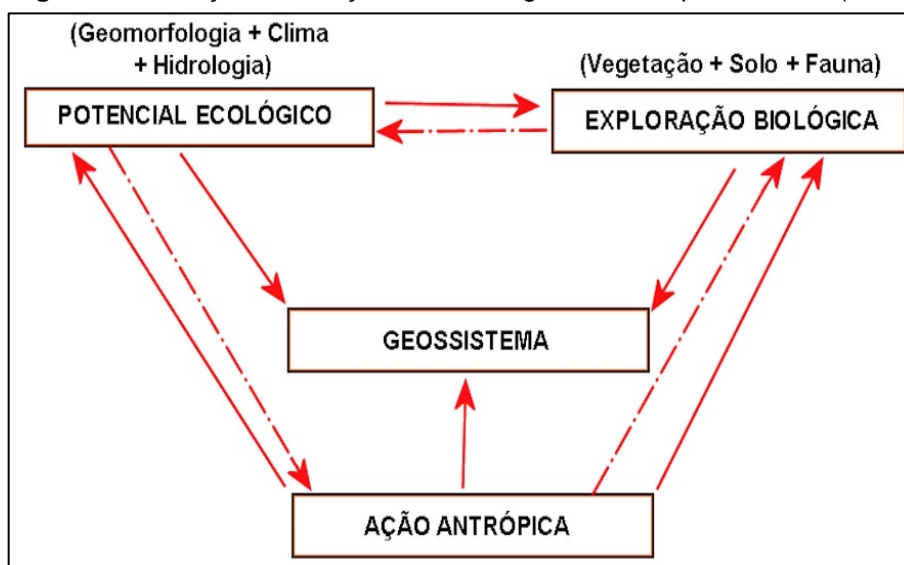 (Geomorfologia + Clima
+ Hidrologia)
(Vegetação + Solo + Fauna)
POTENCIAL ECOLÓGICO
EXPLORAÇÃO BIOLÓGICA
GEOSSISTEMA
AÇÃO ANTRÓPICA